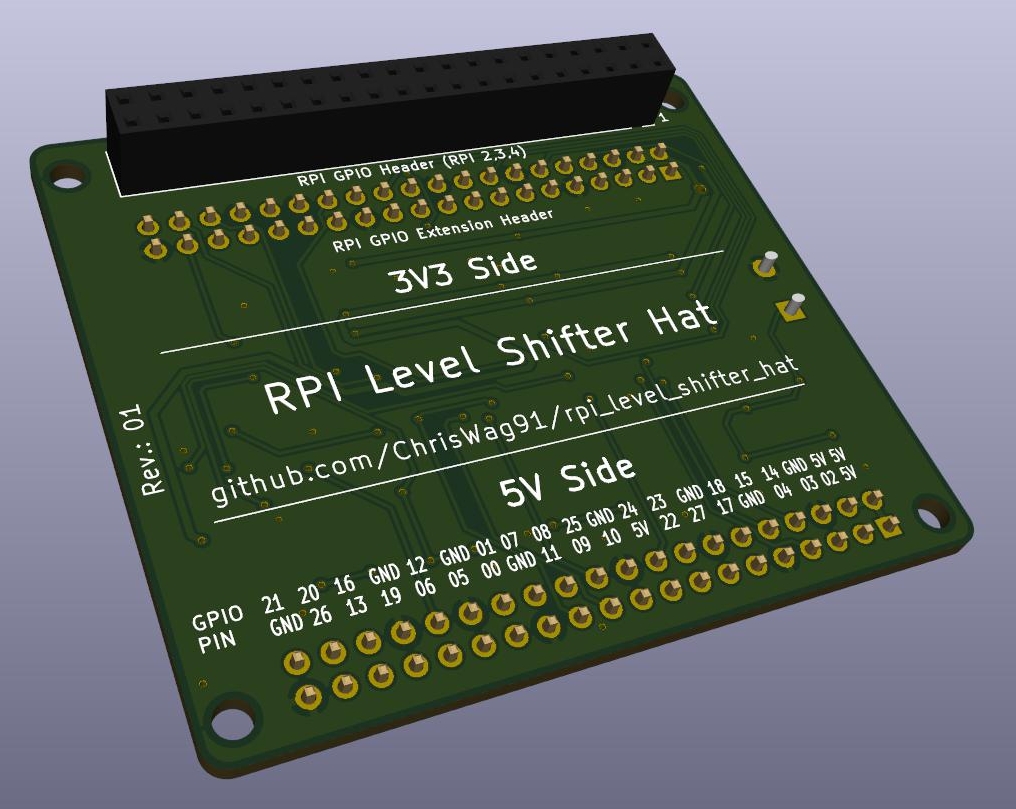 1
RPI GPIO Header (RPI 2,3,4)
RPI GPIO Extension Header
3V3 Side
RPI Level Shifter Hat
github.com/ChrisWag91/rpi_level_shifter_hat
Rev.: 01
5V Side
GPIO 21 20 16 GND 12 GND 01 07 08 25 GND 24 23 GND 18 15 14 GND 5V 5V
PIN GND 26 13 19 06 05 00 GND 11 09 10 5V 22 27 17 GND 04 03 02 5V